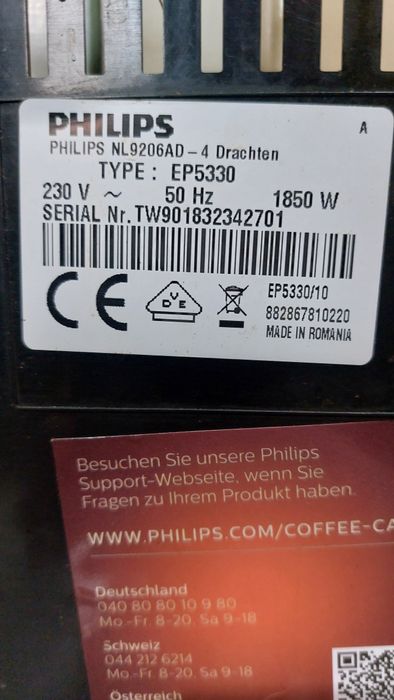 PHILIPS
A
PHILIPS NL9206AD – 4 Drachten
TYPE : EP5330
230 V ~ 50 Hz 1850 W
SERIAL Nr. TW901832342701
CE
VDE
EP5330/10
882867810220
MADE IN ROMANIA
Besuchen Sie unsere Philips
Support-Webseite, wenn Sie
Fragen zu Ihrem Produkt haben.
WWW.PHILIPS.COM/COFFEE-CA
Deutschland
040 80 80 10 9 80
Mo.-Fr. 8-20, Sa 9-18
Schweiz
044 212 6214
Mo.-Fr. 8-20, Sa 9-18
Österreich